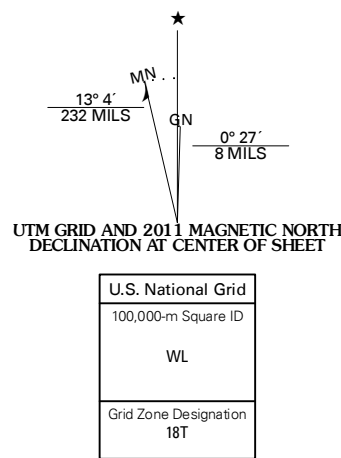 ★
MN
GN
13° 4´
232 MILS
0° 27´
8 MILS
UTM GRID AND 2011 MAGNETIC NORTH
DECLINATION AT CENTER OF SHEET
U.S. National Grid
100,000-m Square ID
WL
Grid Zone Designation
18T